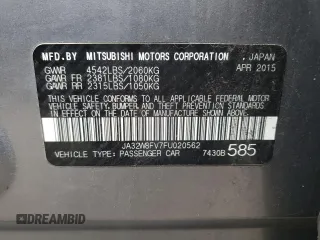 MFD BY MITSUBISHI MOTORS CORPORATION, JAPAN
GVWR 4542LBS/2060KG APR 2015
GAWR FR 2381LBS/1080KG
GAWR RR 2315LBS/1050KG
THIS VEHICLE CONFORMS TO ALL APPLICABLE FEDERAL MOTOR VEHICLE SAFETY, BUMPER, AND THEFT PREVENTION STANDARDS IN EFFECT ON THE DATE OF MANUFACTURE SHOWN ABOVE.
JA32W8FV7FU020562
VEHICLE TYPE: PASSENGER CAR 7430B 585
DREAMBID